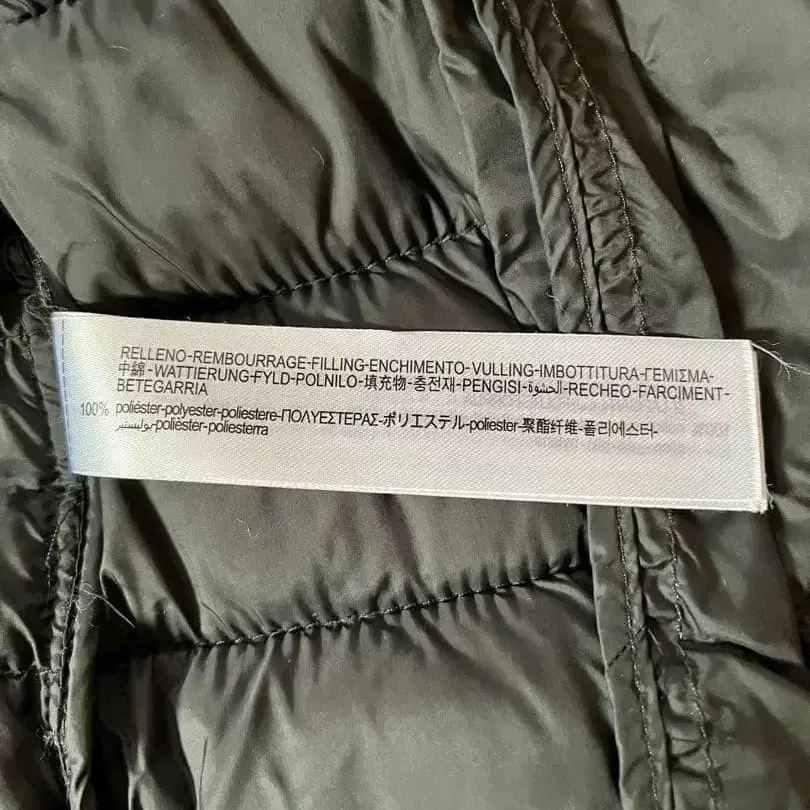 RELLENO-REMBOURRAGE-FILLING-ENCHIMENTO-VULLING-IMBOTTITURA-ΓΕΜΙΣΜΑ-
中綿-WATTIERUNG-FYLD-POLNILO-填充物-충전재-PENGISI-الحشوة-RECHEO-FARCIMENT-
BETEGARRIA
100% poliéster-polyester-poliestere-ΠΟΛΥΕΣΤΕΡΑΣ-ポリエステル-poliester-聚酯纤维-폴리에스터-
بوليستير-polièster-poliesterra